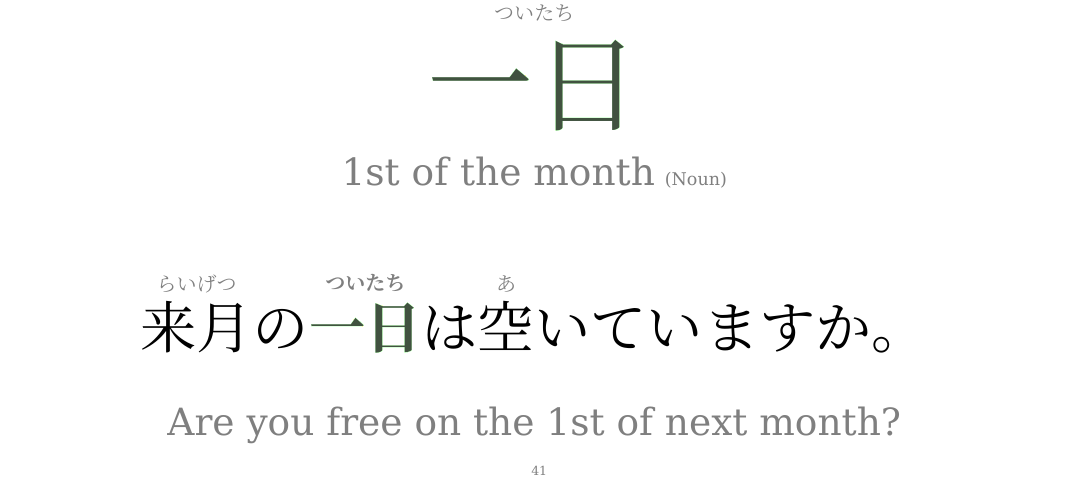 ついたち
一日
1st of the month (Noun)
らいげつ ついたち あ
来月の一日は空いていますか。
Are you free on the 1st of next month?
41